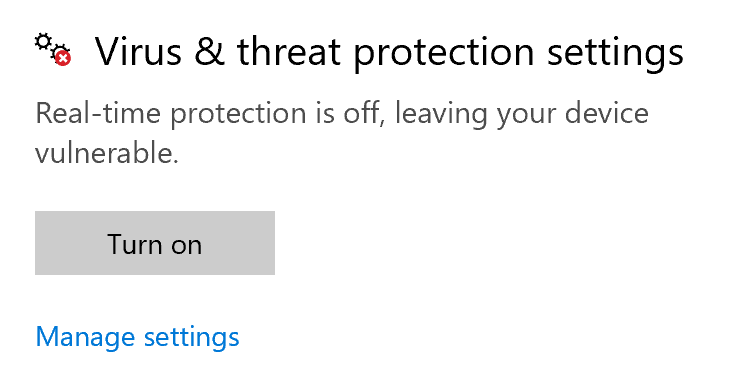 Virus & threat protection settings
Real-time protection is off, leaving your device
vulnerable.
Turn on
Manage settings